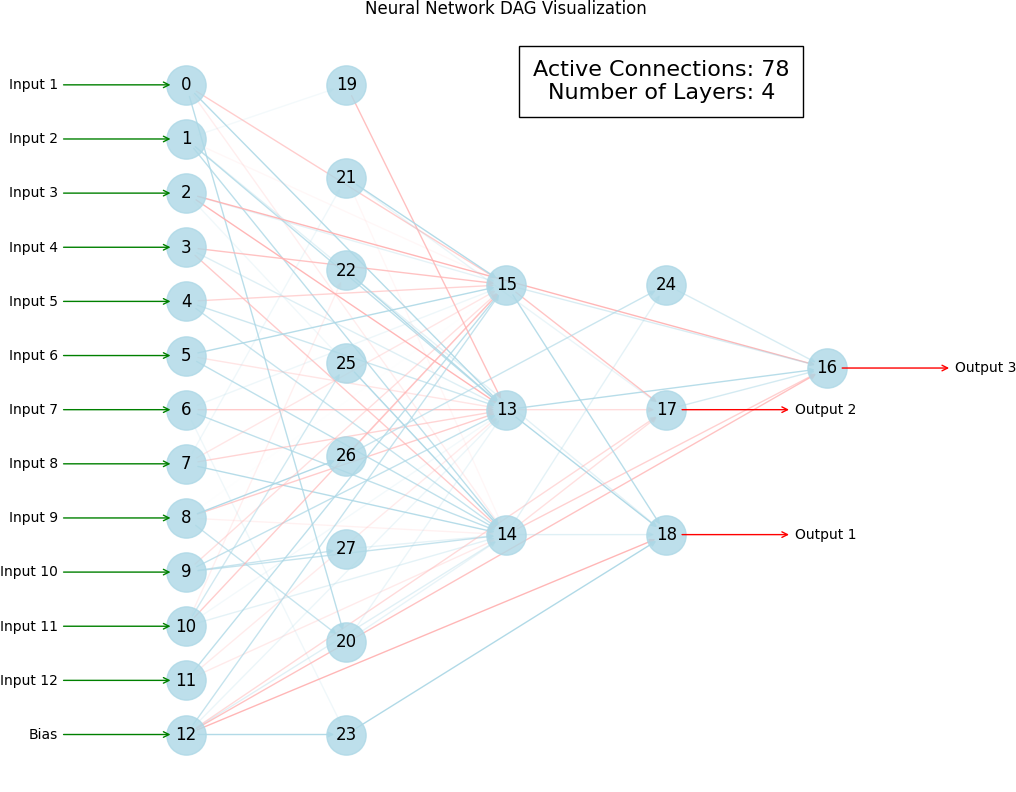 Neural Network DAG Visualization
Active Connections: 78
Number of Layers: 4
Input 1
0
19
Input 2
1
21
Input 3
2
Input 4
3
22
15
24
Input 5
4
Input 6
5
25
16
Output 3
Input 7
6
13
17
Output 2
Input 8
7
26
Input 9
8
14
18
Output 1
27
Input 10
9
Input 11
10
20
Input 12
11
Bias
12
23